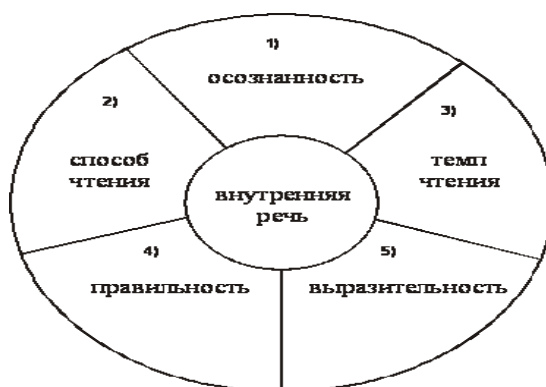 1)
осознанность
2)
способ
чтения
3)
темп
чтения
внутренняя
речь
4)
правильность
5)
выразительность